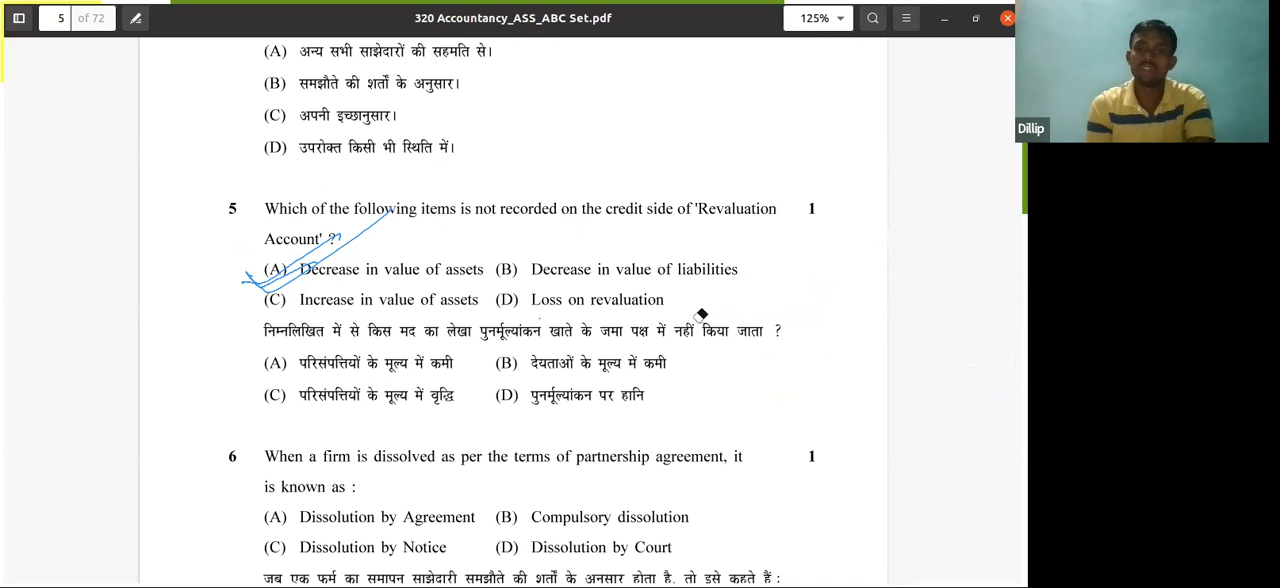 5 of 72 320 Accountancy_ASS_ABC Set.pdf 125%
(A) अन्य सभी साझेदारों की सहमति से।
(B) समझौते की शर्तों के अनुसार।
(C) अपनी इच्छानुसार।
(D) उपरोक्त किसी भी स्थिति में।
Dillip
5 Which of the following items is not recorded on the credit side of 'Revaluation 1
Account' ?
(A) Decrease in value of assets (B) Decrease in value of liabilities
(C) Increase in value of assets (D) Loss on revaluation
निम्नलिखित में से किस मद का लेखा पुनर्मूल्यांकन खाते के जमा पक्ष में नहीं किया जाता ?
(A) परिसंपत्तियों के मूल्य में कमी (B) देयताओं के मूल्य में कमी
(C) परिसंपत्तियों के मूल्य में वृद्धि (D) पुनर्मूल्यांकन पर हानि
6 When a firm is dissolved as per the terms of partnership agreement, it 1
is known as :
(A) Dissolution by Agreement (B) Compulsory dissolution
(C) Dissolution by Notice (D) Dissolution by Court
जब एक फर्म का समापन साझेदारी समझौते की शर्तों के अनुसार होता है, तो इसे कहते हैं :